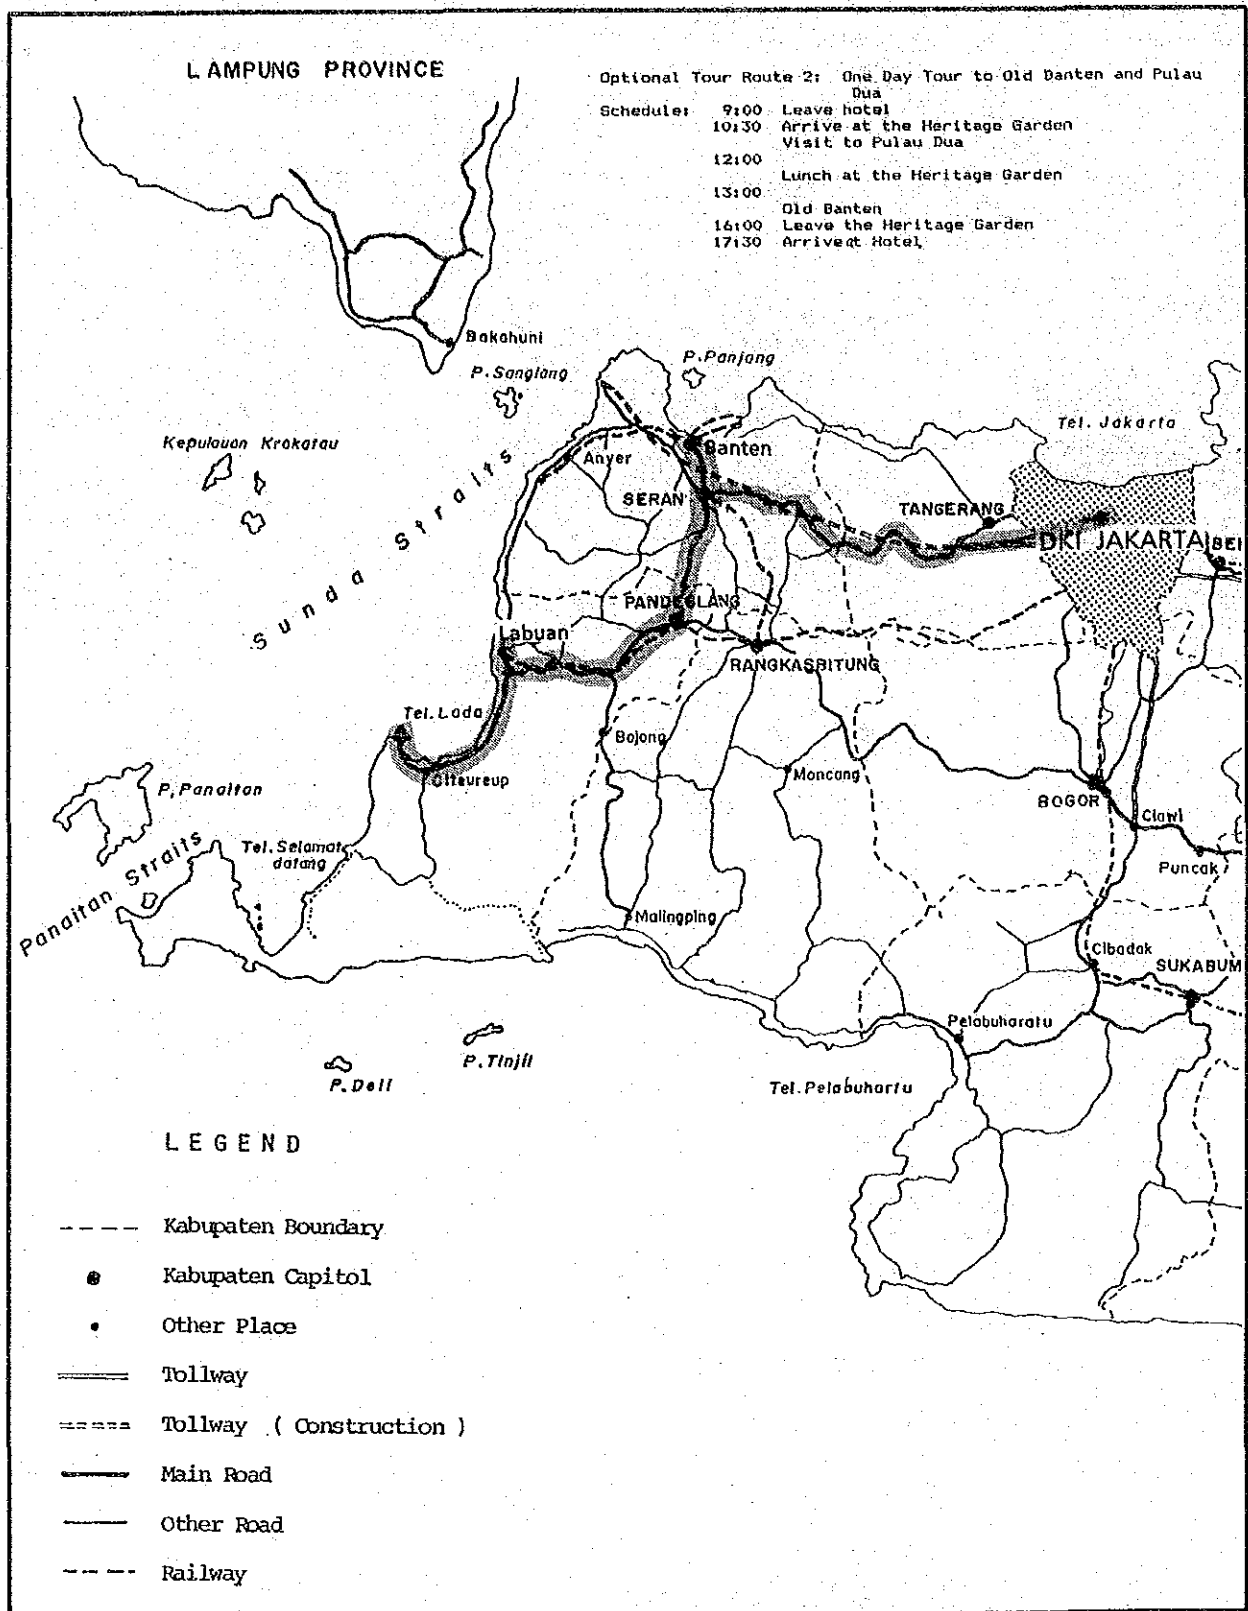 LAMPUNG PROVINCE
Optional Tour Route 2: One Day Tour to Old Banten and Pulau
Dua
Schedule: 9:00 Leave hotel
10:30 Arrive at the Heritage Garden
Visit to Pulau Dua
12:00
Lunch at the Heritage Garden
13:00
Old Banten
16:00 Leave the Heritage Garden
17:30 Arrive at Hotel
Bakahuni
P. Sangiang
P. Panjang
Tel. Jakarta
Kepulauan Krakatau
Anyer
Banten
SERAN
TANGERANG
DKI JAKARTA
BEI
Sunda Straits
PANDEGLANG
Labuan
RANGKASBITUNG
Tel. Lada
Bojong
Citeureup
Moncang
P. Panaitan
BOGOR
Ciawi
Tel. Selamat
datang
Puncak
Panaitan Straits
Malingping
Cibadak
SUKABUM
Pelabuharatu
P. Tinjil
P. Deli
Tel. Pelabuhartu
LEGEND
Kabupaten Boundary
Kabupaten Capitol
Other Place
Tollway
Tollway ( Construction )
Main Road
Other Road
Railway